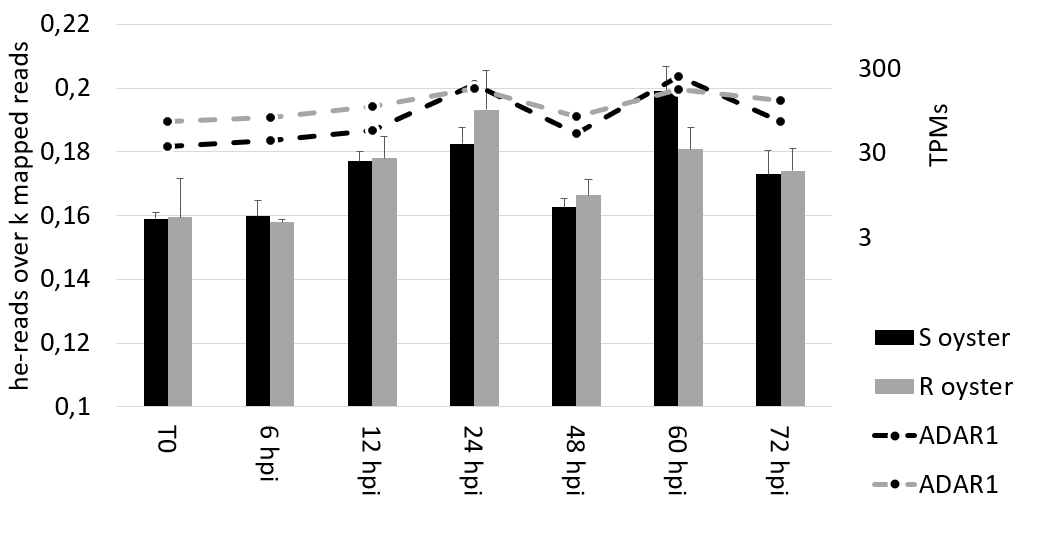 he-reads over k mapped reads
0,22
0,2
0,18
0,16
0,14
0,12
0,1
T0
6 hpi
12 hpi
24 hpi
48 hpi
60 hpi
72 hpi
300
30
3
TPMs
S oyster
R oyster
ADAR1
ADAR1